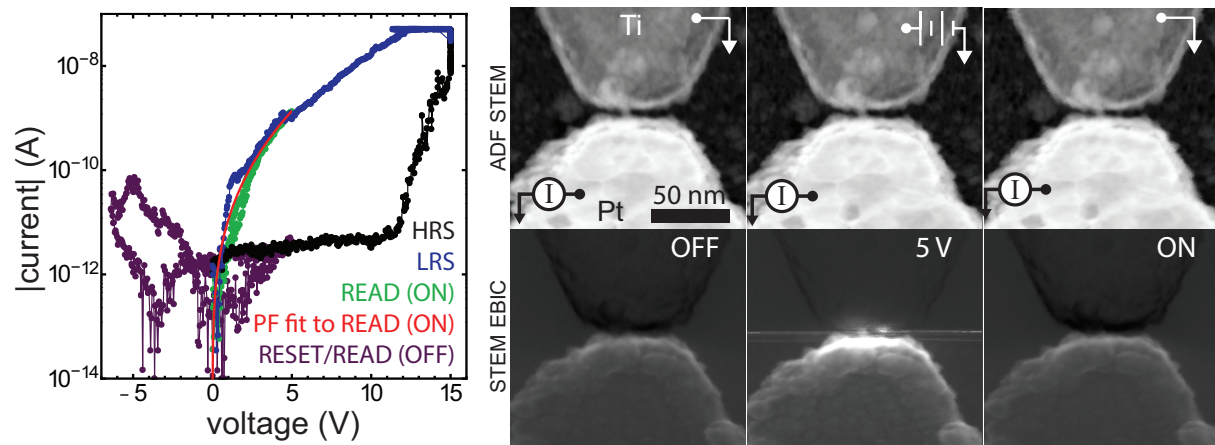 |current| (A)
10⁻⁸
10⁻¹⁰
10⁻¹²
10⁻¹⁴
HRS
LRS
READ (ON)
PF fit to READ (ON)
RESET/READ (OFF)
−5 0 5 10 15
voltage (V)
ADF STEM
Ti
I
Pt
50 nm
I
I
STEM EBIC
OFF
5 V
ON